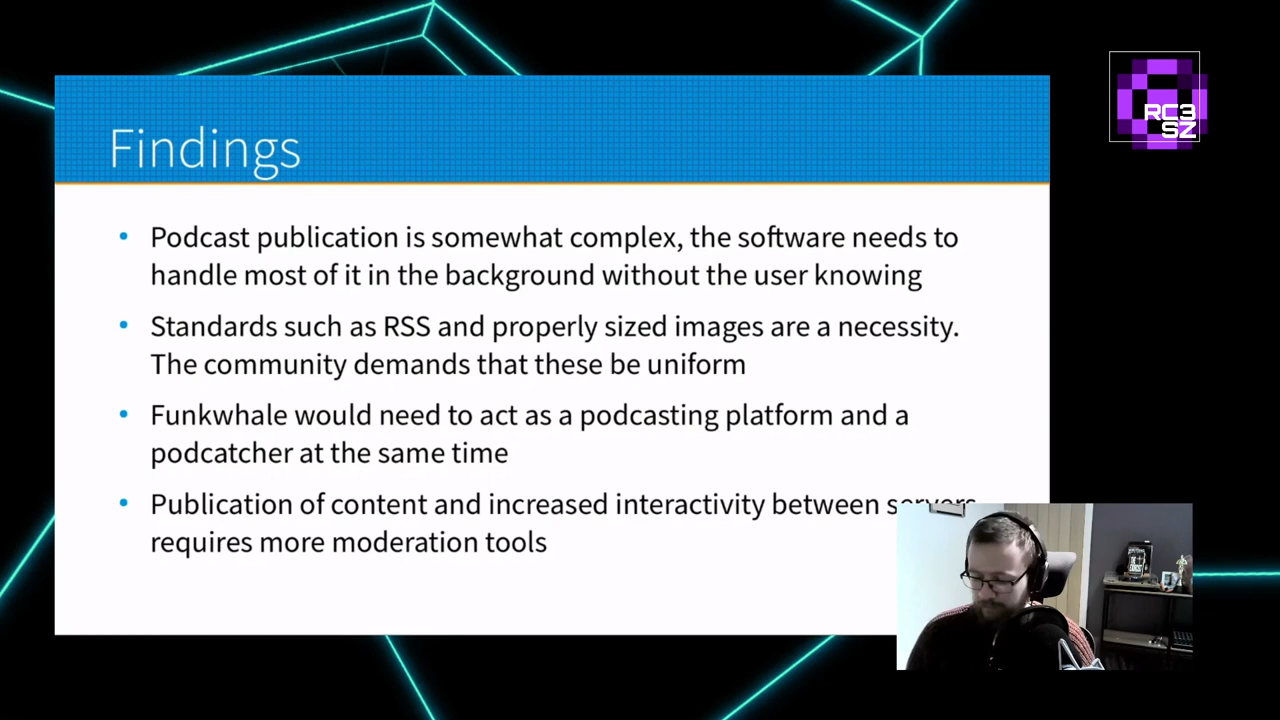 RC3
SZ
Findings
• Podcast publication is somewhat complex, the software needs to
handle most of it in the background without the user knowing
• Standards such as RSS and properly sized images are a necessity.
The community demands that these be uniform
• Funkwhale would need to act as a podcasting platform and a
podcatcher at the same time
• Publication of content and increased interactivity between servers
requires more moderation tools